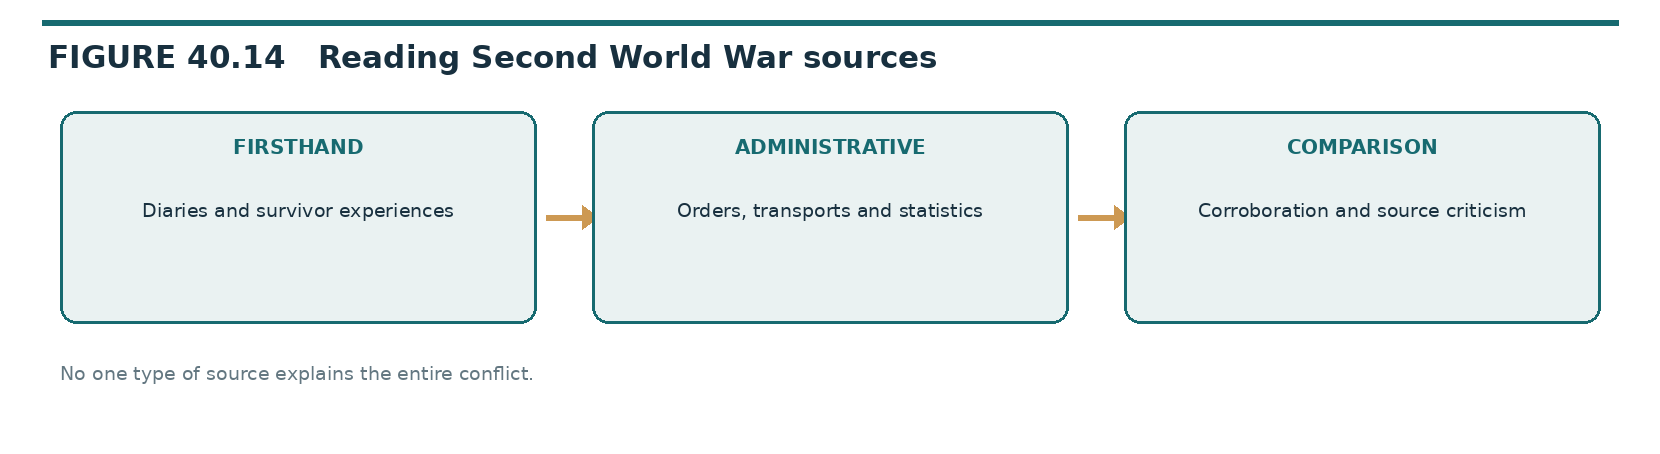 FIGURE 40.14 Reading Second World War sources
FIRSTHAND
Diaries and survivor experiences
ADMINISTRATIVE
Orders, transports and statistics
COMPARISON
Corroboration and source criticism
No one type of source explains the entire conflict.